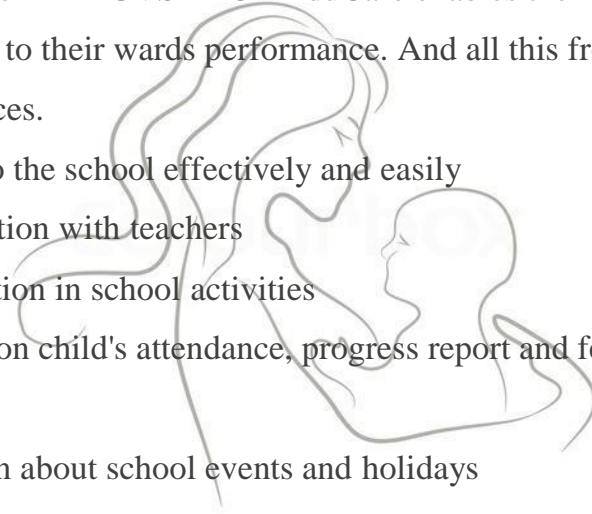 to their wards performance. And all this fr
ces.
o the school effectively and easily
tion with teachers
tion in school activities
on child's attendance, progress report and f
n about school events and holidays